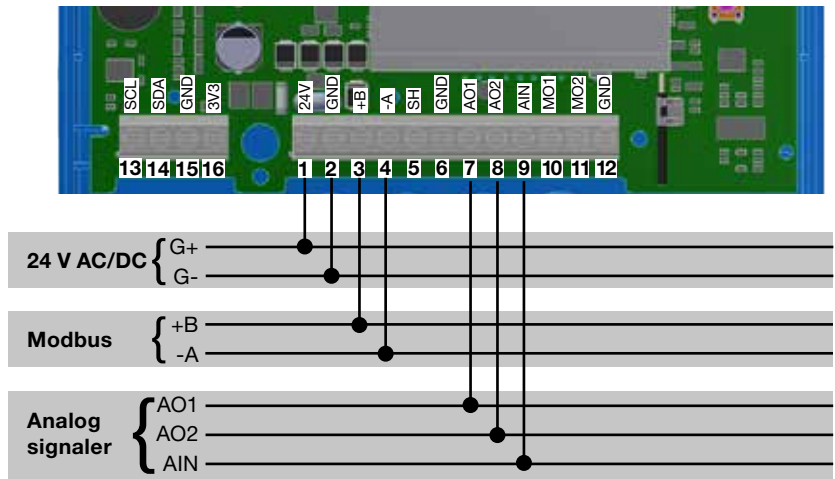 SCL SDA GND 3V3 24V GND +B -A SH GND AO1 AO2 AIN MO1 MO2 GND
13 14 15 16 1 2 3 4 5 6 7 8 9 10 11 12
24 V AC/DC { G+
G-
Modbus { +B
-A
Analog signaler { AO1
AO2
AIN